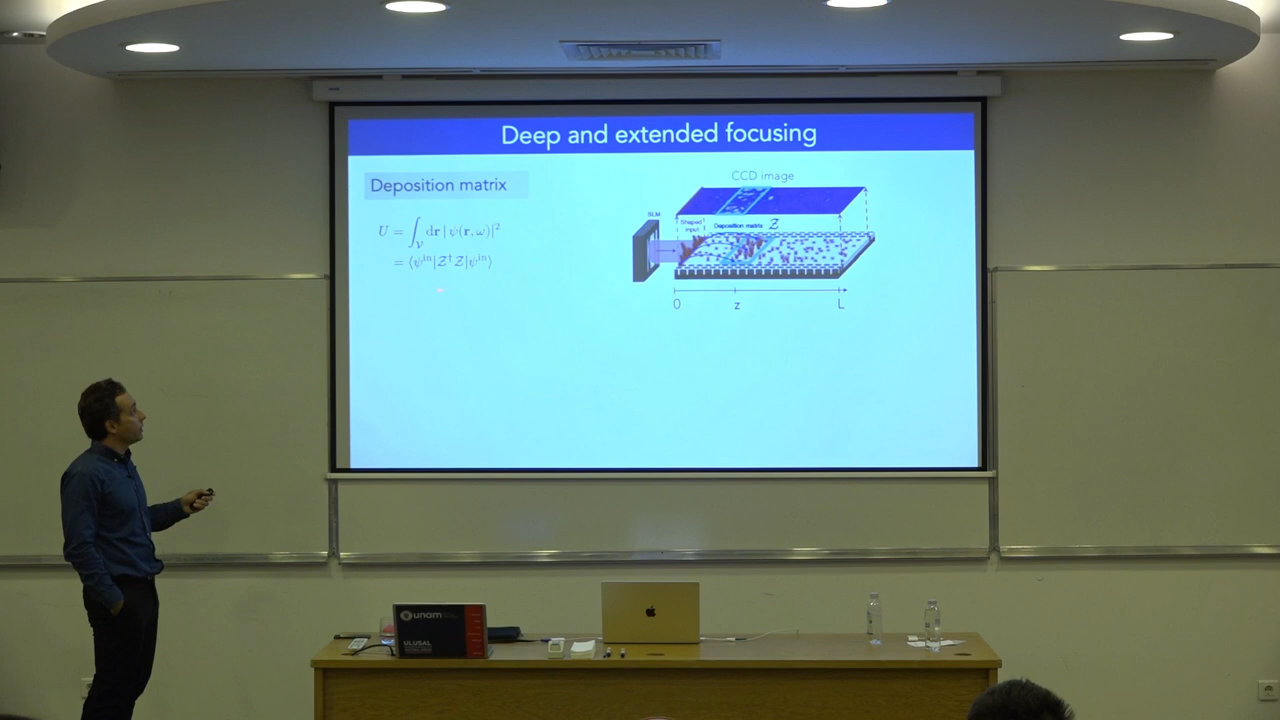 Deep and extended focusing
Deposition matrix
U = ∫_𝒱 dr | ψ(r, ω)|²
= ⟨ψ^in|𝒵†𝒵|ψ^in⟩
CCD image
SLM
Shaped
input
Deposition matrix 𝒵
0
z
L
unam
ULUSAL